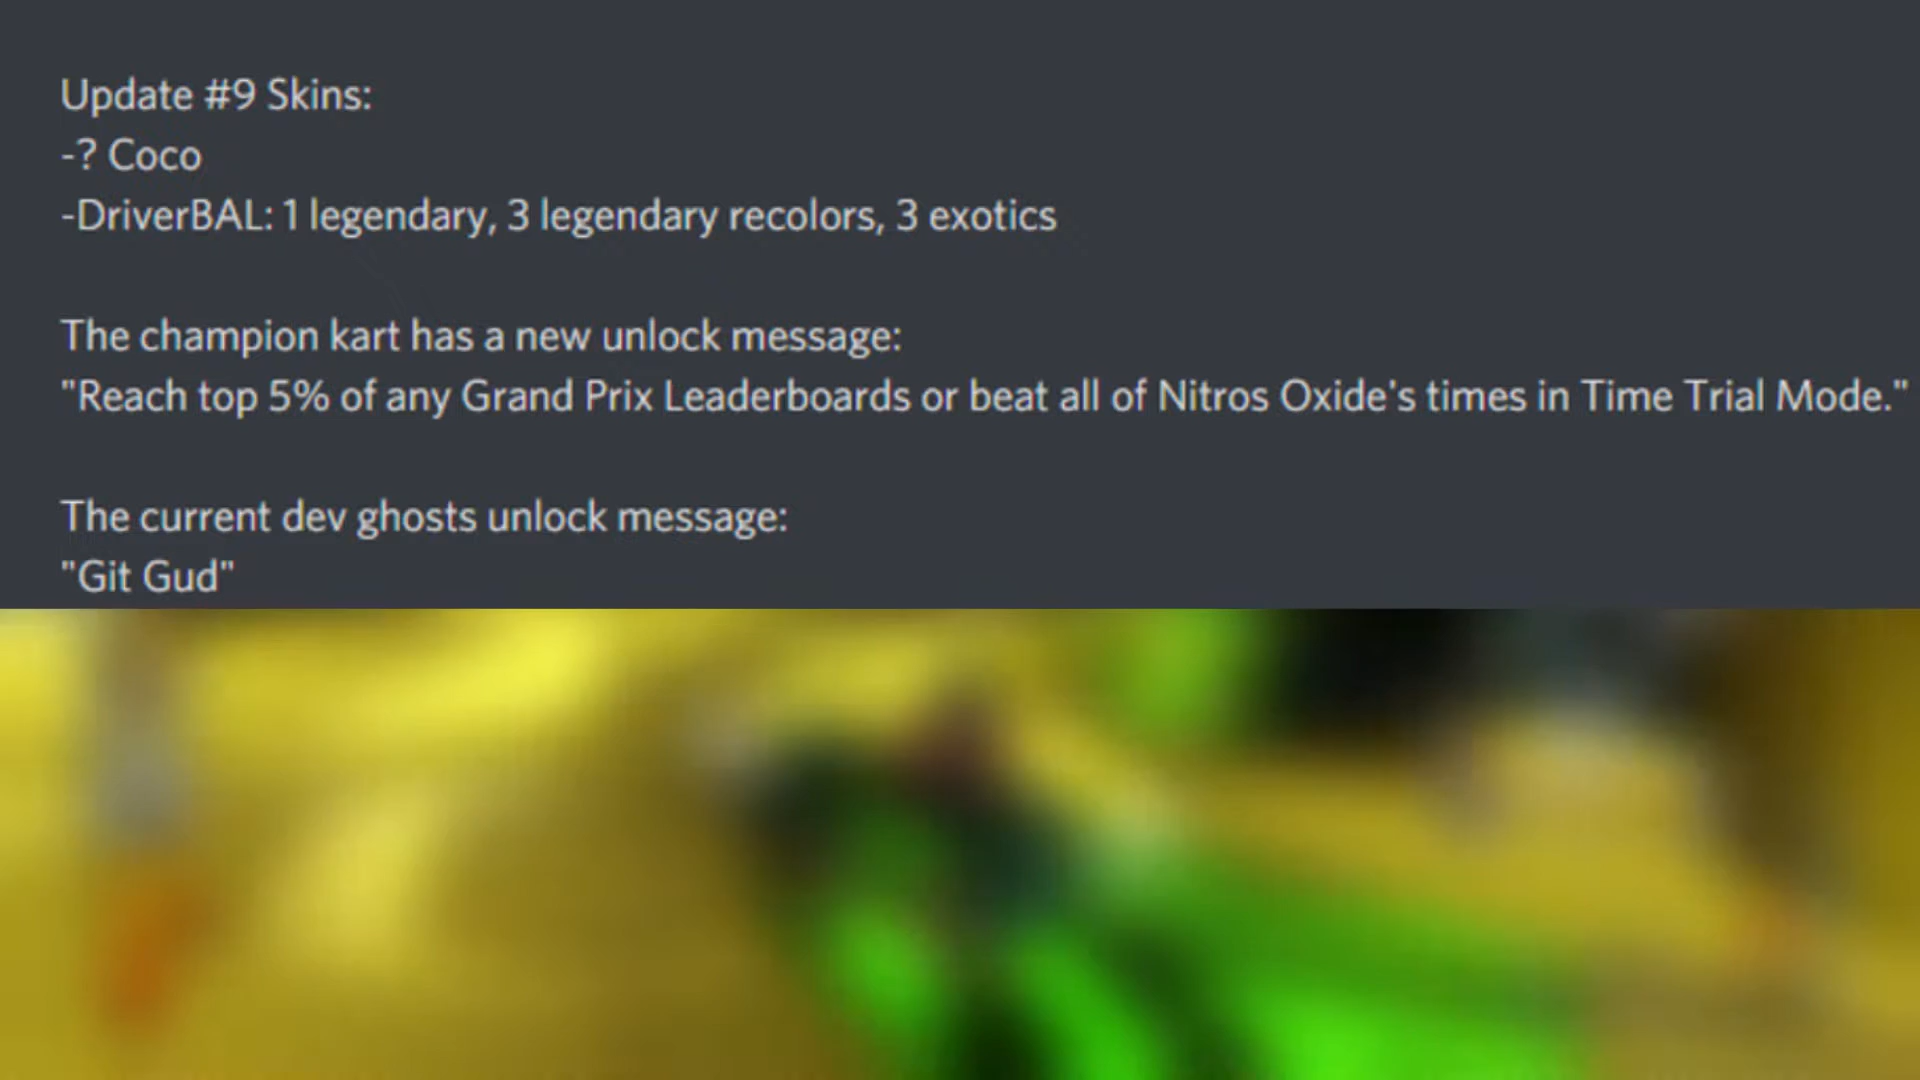 Update #9 Skins:
-? Coco
-DriverBAL: 1 legendary, 3 legendary recolors, 3 exotics
The champion kart has a new unlock message:
"Reach top 5% of any Grand Prix Leaderboards or beat all of Nitros Oxide's times in Time Trial Mode."
The current dev ghosts unlock message:
"Git Gud"